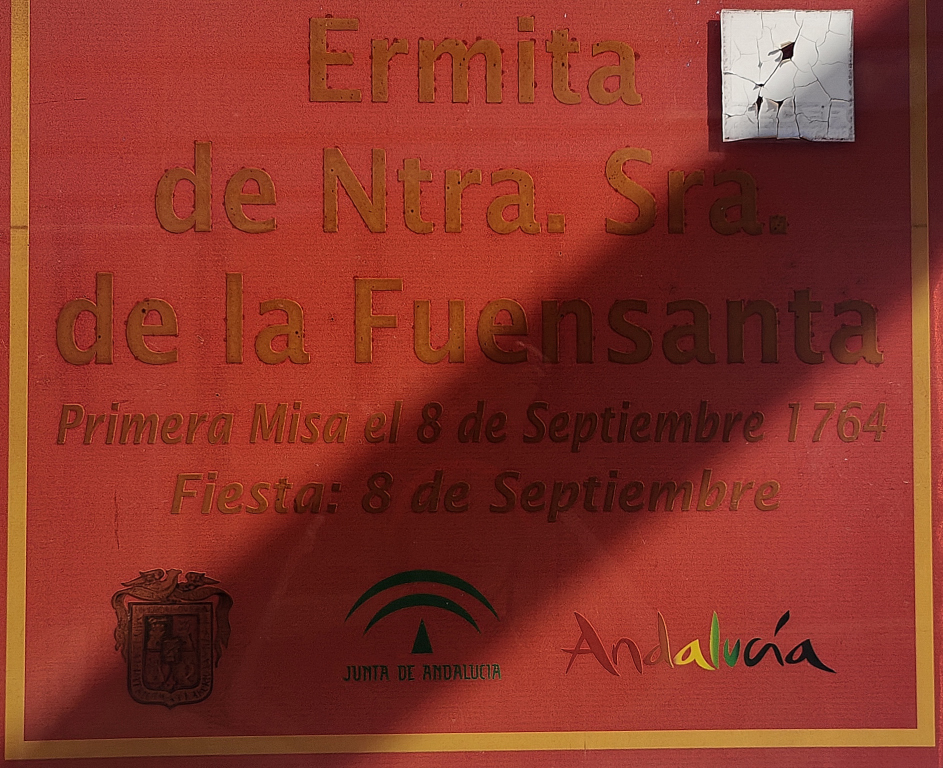 Ermita
de Ntra. Sra.
de la Fuensanta
Primera Misa el 8 de Septiembre 1764
Fiesta: 8 de Septiembre
JUNTA DE ANDALUCIA
Andalucía